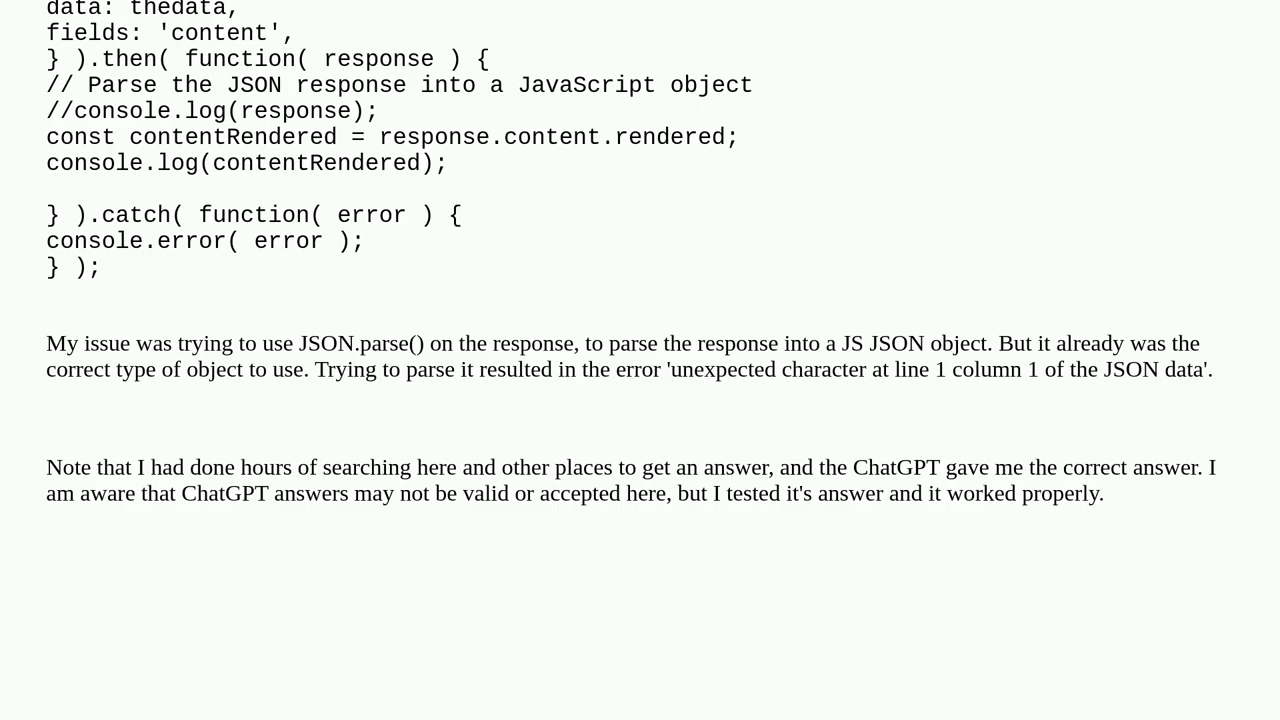 data: thedata,
fields: 'content',
} ).then( function( response ) {
// Parse the JSON response into a JavaScript object
//console.log(response);
const contentRendered = response.content.rendered;
console.log(contentRendered);
} ).catch( function( error ) {
console.error( error );
} );
My issue was trying to use JSON.parse() on the response, to parse the response into a JS JSON object. But it already was the
correct type of object to use. Trying to parse it resulted in the error 'unexpected character at line 1 column 1 of the JSON data'.
Note that I had done hours of searching here and other places to get an answer, and the ChatGPT gave me the correct answer. I
am aware that ChatGPT answers may not be valid or accepted here, but I tested it's answer and it worked properly.